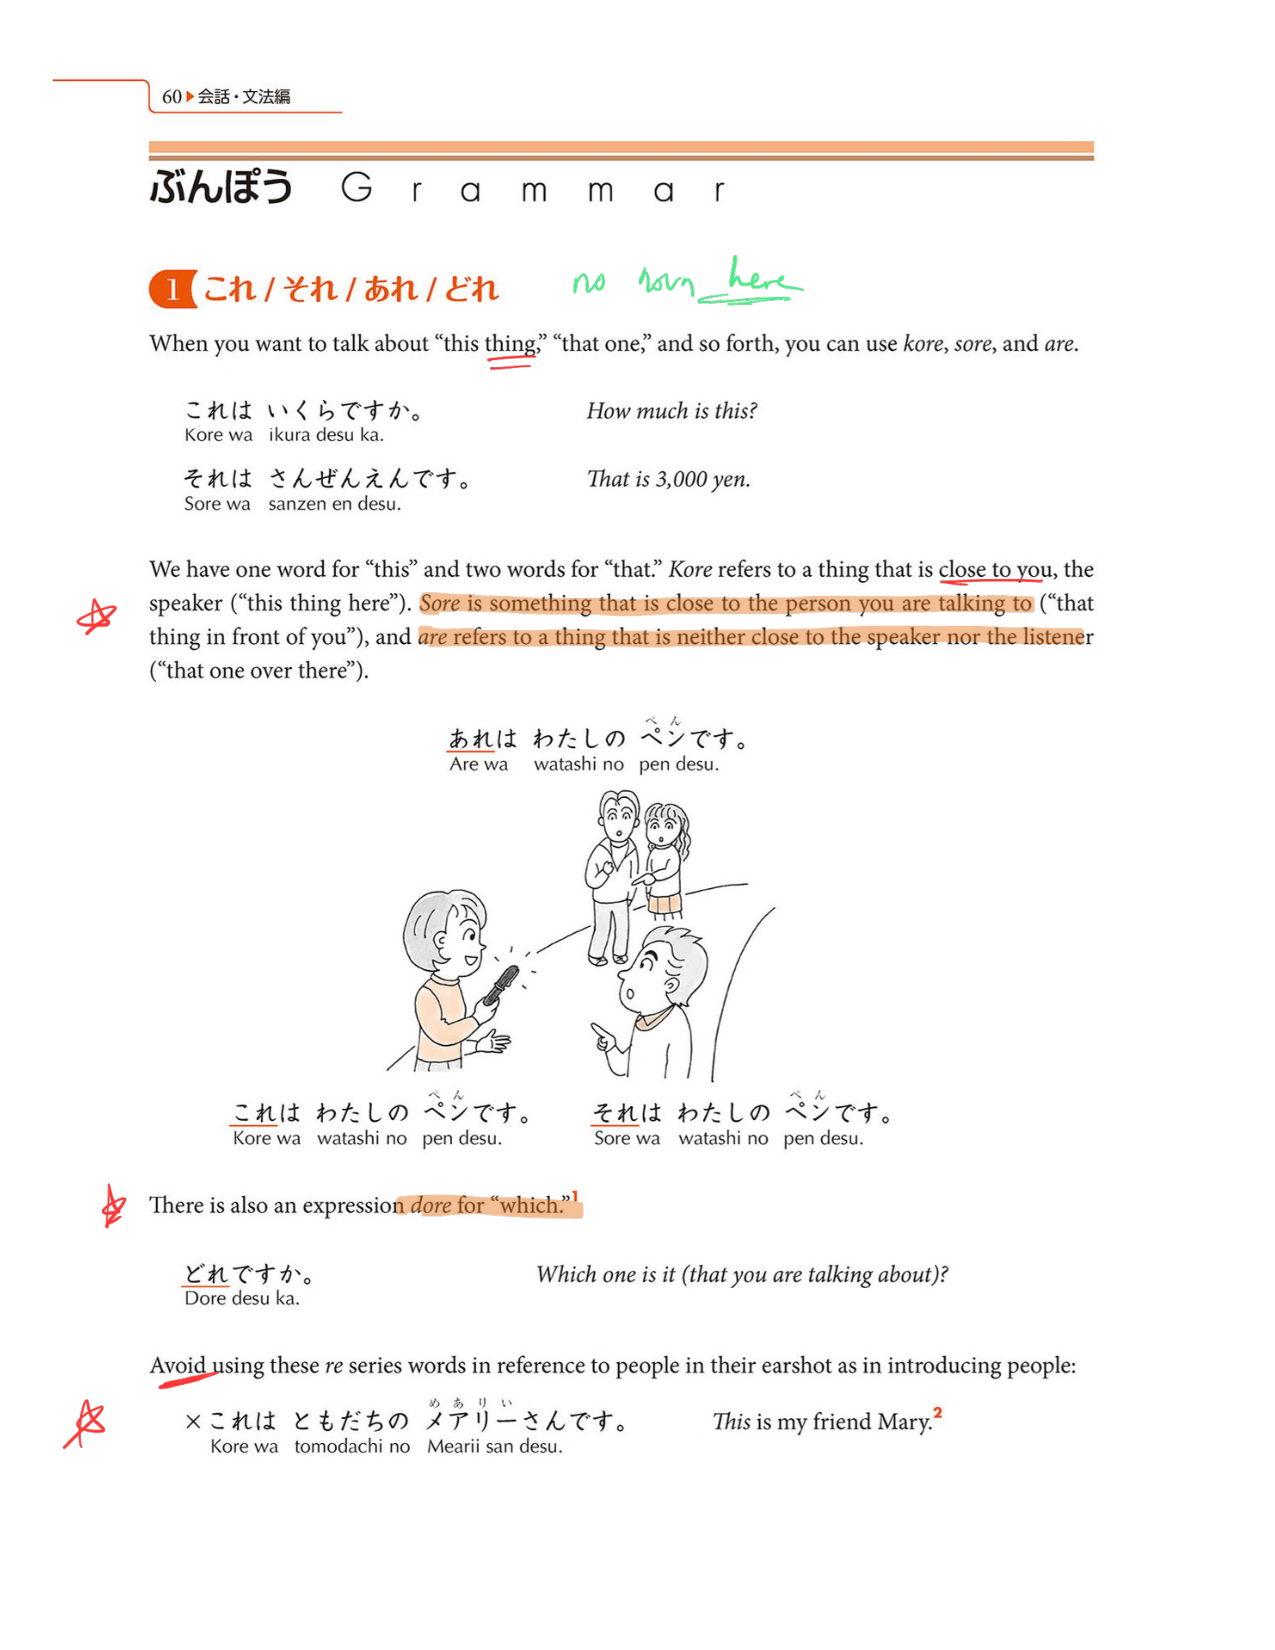 60 ▶ 会話・文法編
ぶんぽう Grammar
1 これ / それ / あれ / どれ no noun here
When you want to talk about “this thing,” “that one,” and so forth, you can use kore, sore, and are.
これは いくらですか。 How much is this?
Kore wa ikura desu ka.
それは さんぜんえんです。 That is 3,000 yen.
Sore wa sanzen en desu.
We have one word for “this” and two words for “that.” Kore refers to a thing that is close to you, the
speaker (“this thing here”). Sore is something that is close to the person you are talking to (“that
thing in front of you”), and are refers to a thing that is neither close to the speaker nor the listener
(“that one over there”).
ぺん
あれは わたしの ペンです。
Are wa watashi no pen desu.
ぺん ぺん
これは わたしの ペンです。 それは わたしの ペンです。
Kore wa watashi no pen desu. Sore wa watashi no pen desu.
There is also an expression dore for “which.”1
どれですか。 Which one is it (that you are talking about)?
Dore desu ka.
Avoid using these re series words in reference to people in their earshot as in introducing people:
めありい
×これは ともだちの メアリーさんです。 This is my friend Mary.2
Kore wa tomodachi no Mearii san desu.